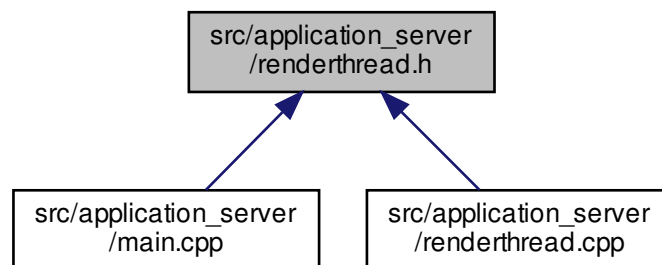 src/application_server
/renderthread.h
src/application_server
/main.cpp
src/application_server
/renderthread.cpp